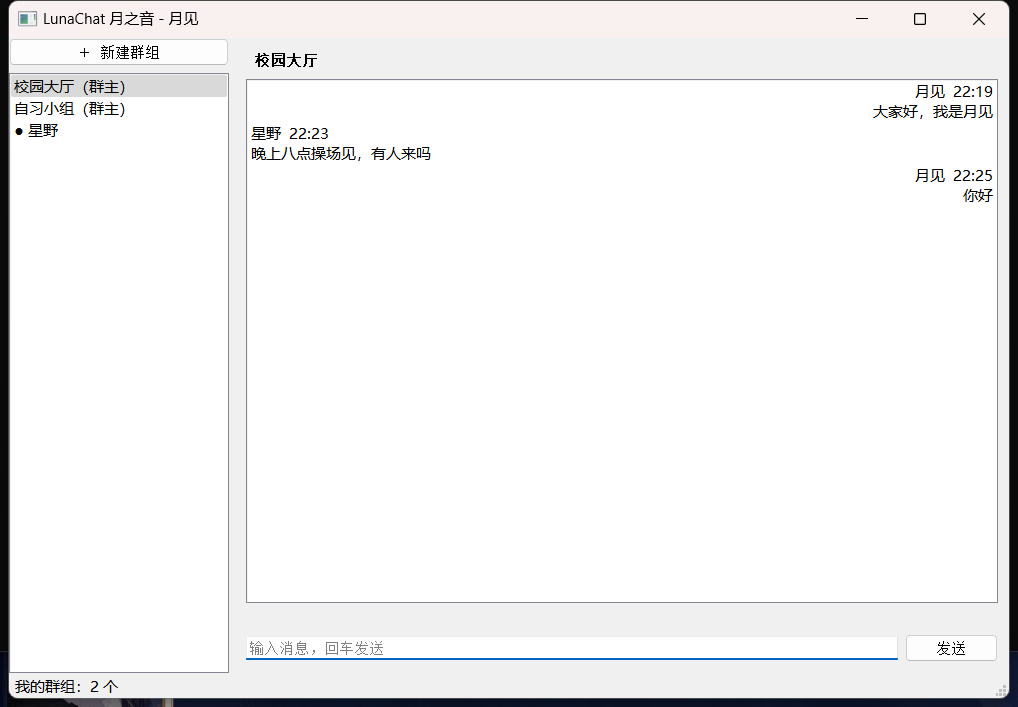 LunaChat 月之音 - 月见
+ 新建群组
校园大厅（群主）
自习小组（群主）
● 星野
我的群组：2 个
校园大厅
月见 22:19
大家好，我是月见
星野 22:23
晚上八点操场见，有人来吗
月见 22:25
你好
输入消息，回车发送
发送